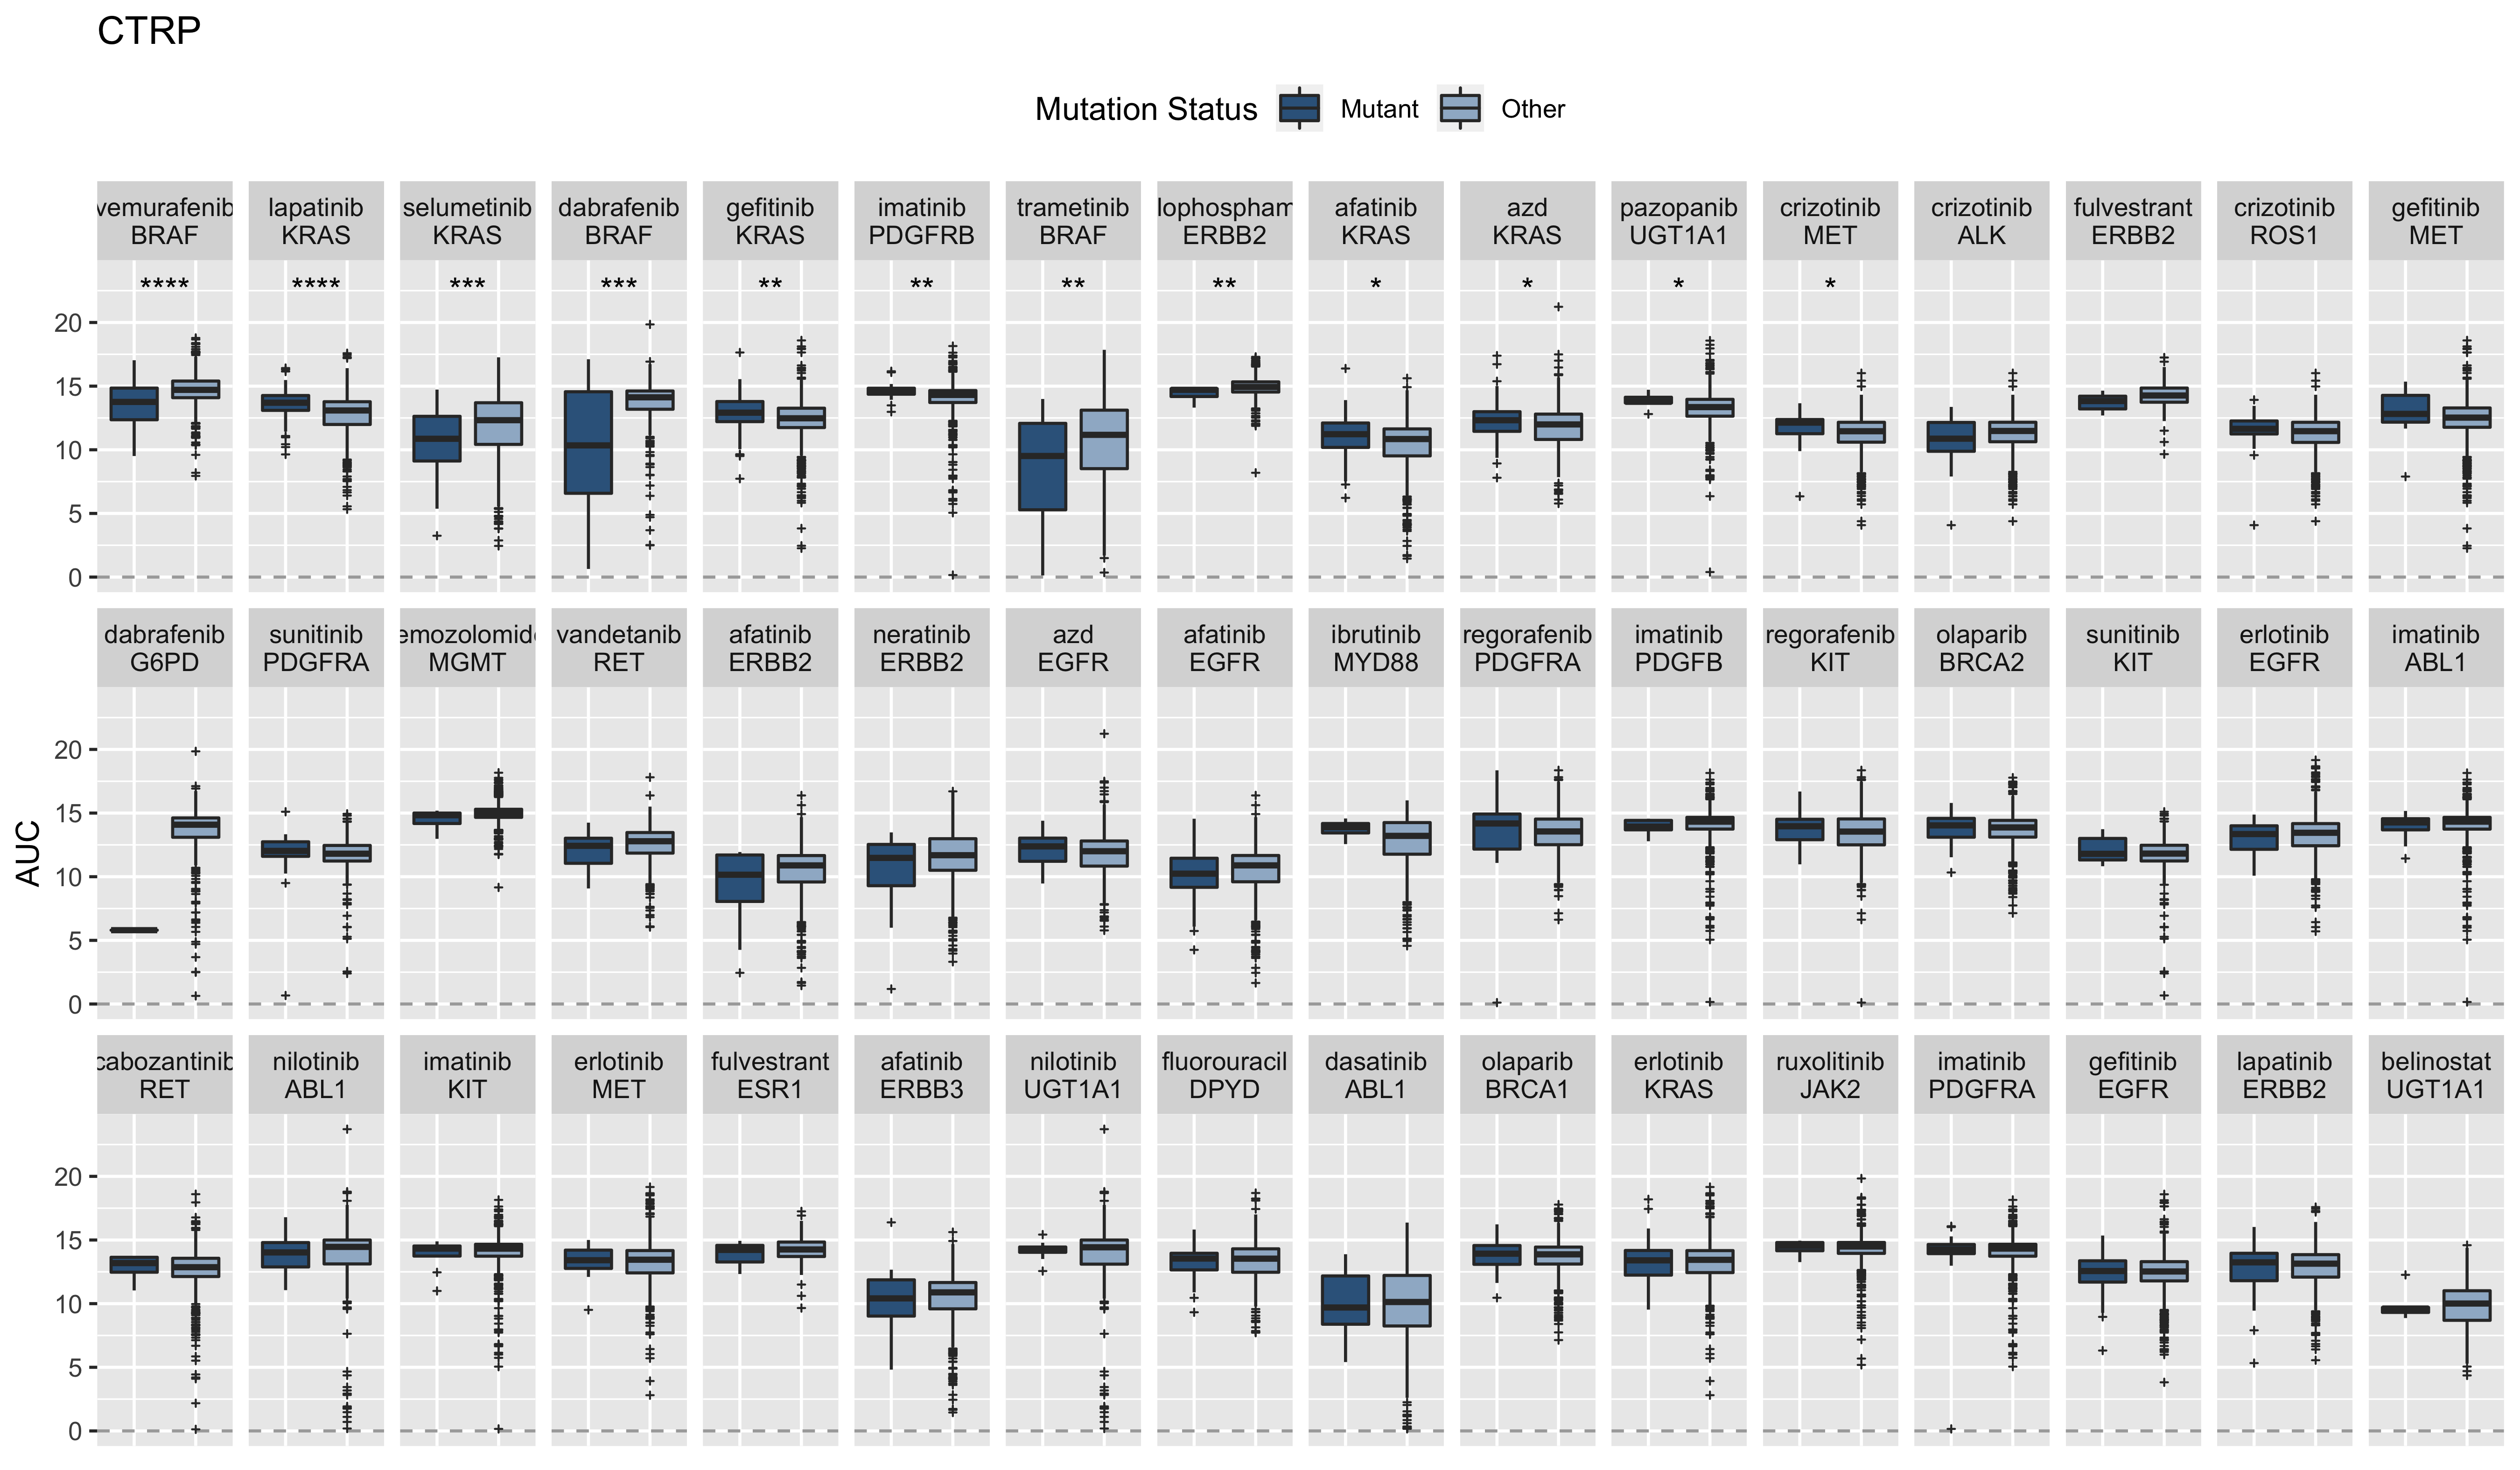 CTRP
Mutation Status Mutant Other
vemurafenib lapatinib selumetinib dabrafenib gefitinib imatinib trametinib lophospham afatinib azd pazopanib crizotinib crizotinib fulvestrant crizotinib gefitinib
BRAF KRAS KRAS BRAF KRAS PDGFRB BRAF ERBB2 KRAS KRAS UGT1A1 MET ALK ERBB2 ROS1 MET
**** **** *** *** ** ** ** ** * * * *
20
15
10
5
0
dabrafenib sunitinib emozolomide vandetanib afatinib neratinib azd afatinib ibrutinib regorafenib imatinib regorafenib olaparib sunitinib erlotinib imatinib
G6PD PDGFRA MGMT RET ERBB2 ERBB2 EGFR EGFR MYD88 PDGFRA PDGFB KIT BRCA2 KIT EGFR ABL1
20
15
10
5
0
AUC
cabozantinib nilotinib imatinib erlotinib fulvestrant afatinib nilotinib fluorouracil dasatinib olaparib erlotinib ruxolitinib imatinib gefitinib lapatinib belinostat
RET ABL1 KIT MET ESR1 ERBB3 UGT1A1 DPYD ABL1 BRCA1 KRAS JAK2 PDGFRA EGFR ERBB2 UGT1A1
20
15
10
5
0